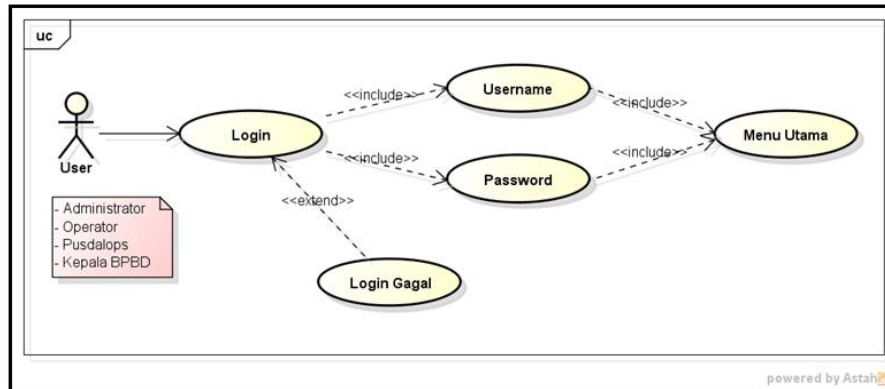 uc
<<include>>
Username
<<include>>
Login
Menu Utama
User
<<include>>
<<include>>
Password
- Administrator
- Operator
- Pusdalops
- Kepala BPBD
<<extend>>
Login Gagal
powered by Astah